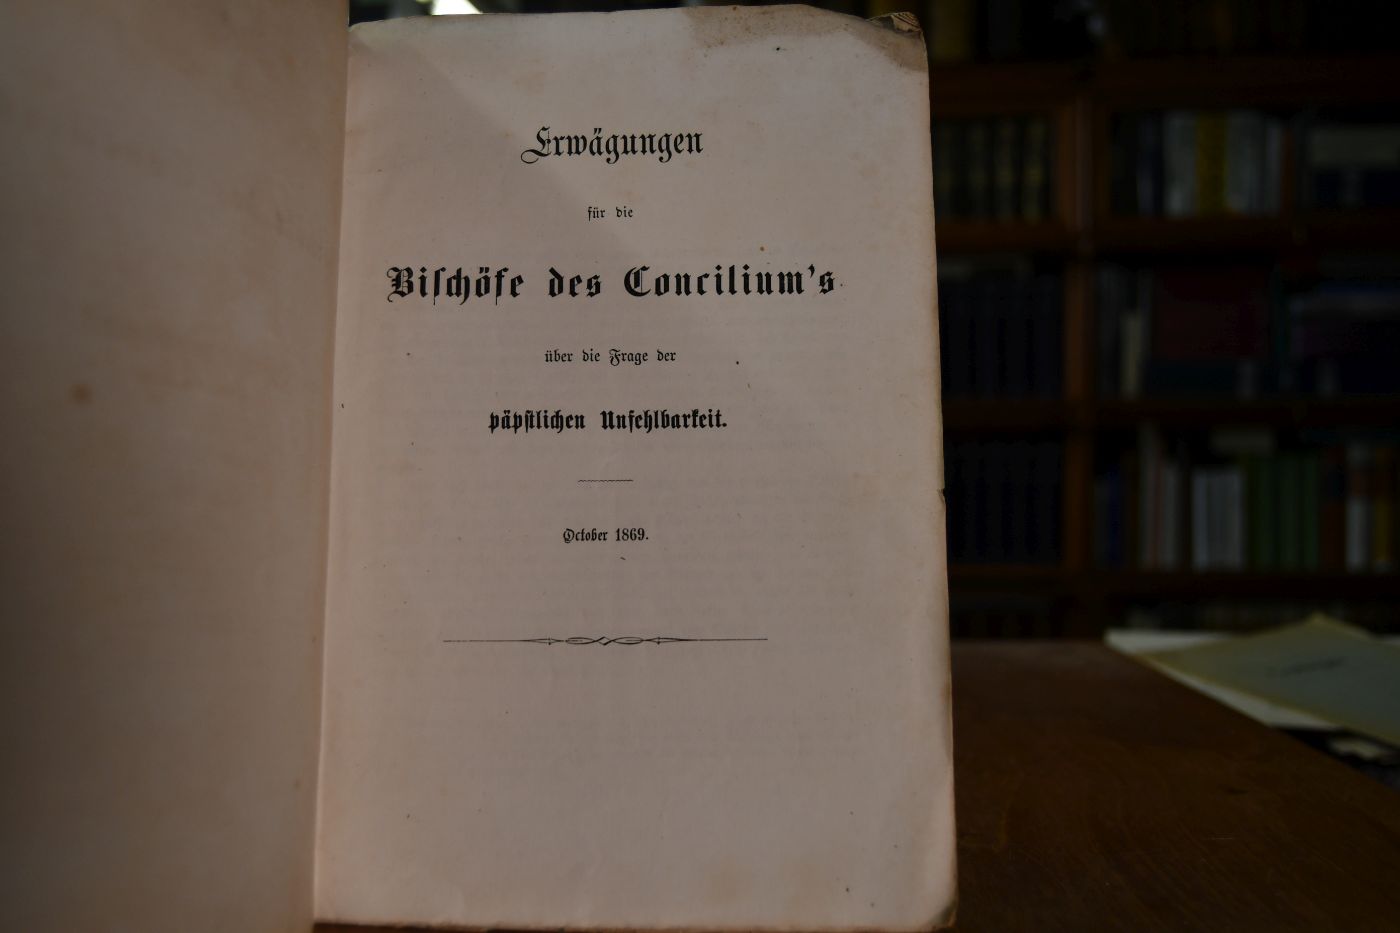 Erwägungen
für die
Bischöfe des Concilium's
über die Frage der
päpstlichen Unfehlbarkeit.
October 1869.